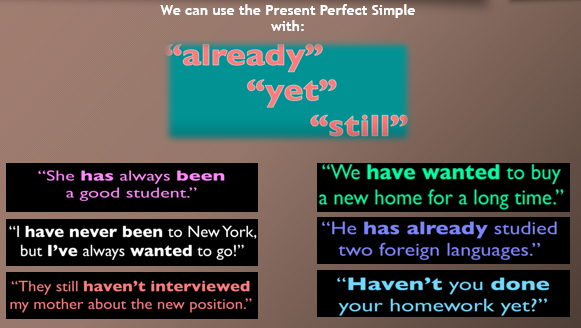 We can use the Present Perfect Simple
with:
“already”
“yet”
“still”
“She has always been
a good student.”
“I have never been to New York,
but I’ve always wanted to go!”
“They still haven’t interviewed
my mother about the new position.”
“We have wanted to buy
a new home for a long time.”
“He has already studied
two foreign languages.”
“Haven’t you done
your homework yet?”